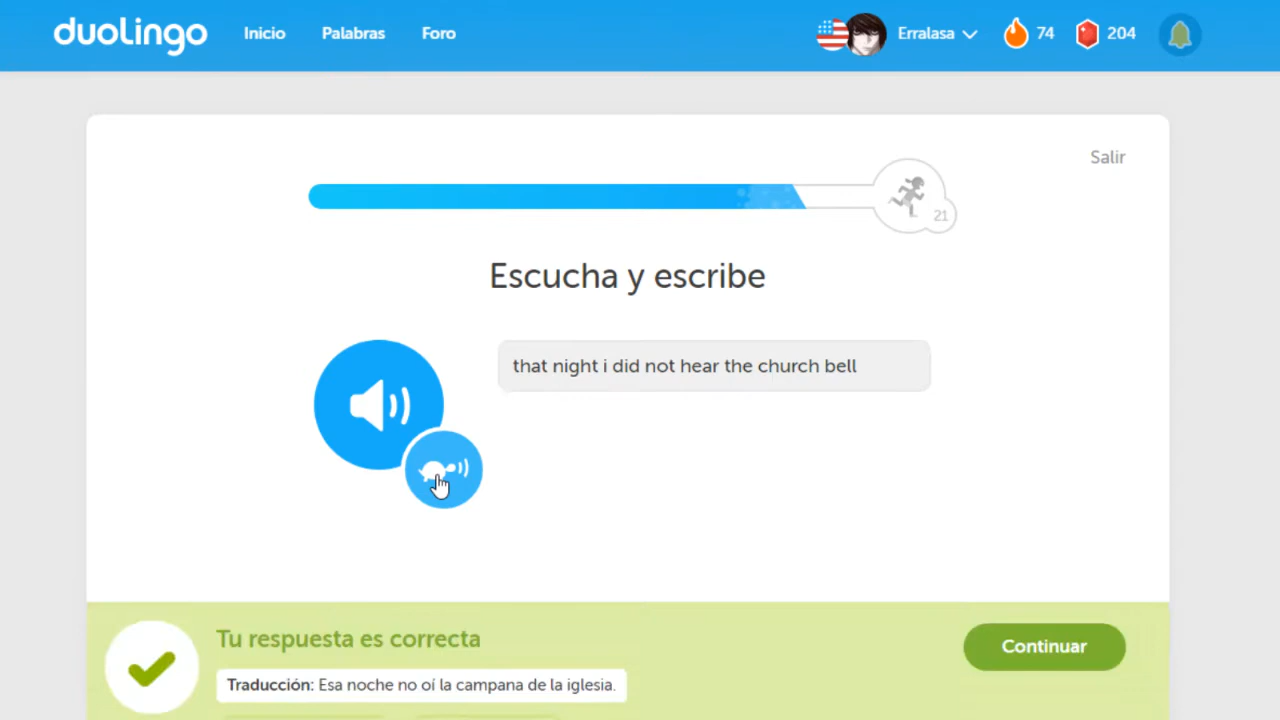 duolingo
Inicio
Palabras
Foro
Erralasa
74
204
Salir
21
Escucha y escribe
that night i did not hear the church bell
Tu respuesta es correcta
Traducción: Esa noche no oí la campana de la iglesia.
Continuar